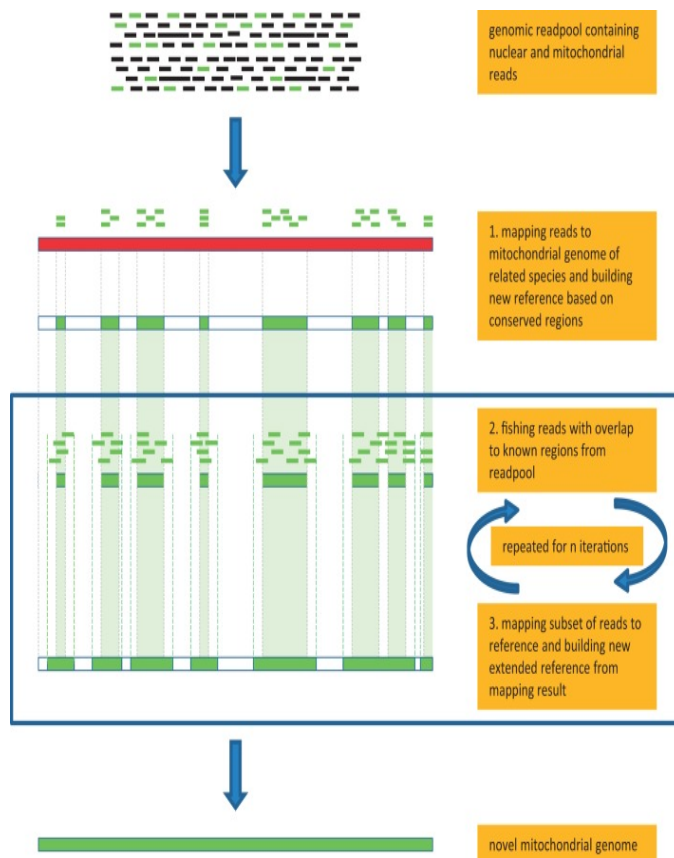 genomic readpool containing
nuclear and mitochondrial
reads
1. mapping reads to
mitochondrial genome of
related species and building
new reference based on
conserved regions
2. fishing reads with overlap
to known regions from
readpool
repeated for n iterations
3. mapping subset of reads to
reference and building new
extended reference from
mapping result
novel mitochondrial genome